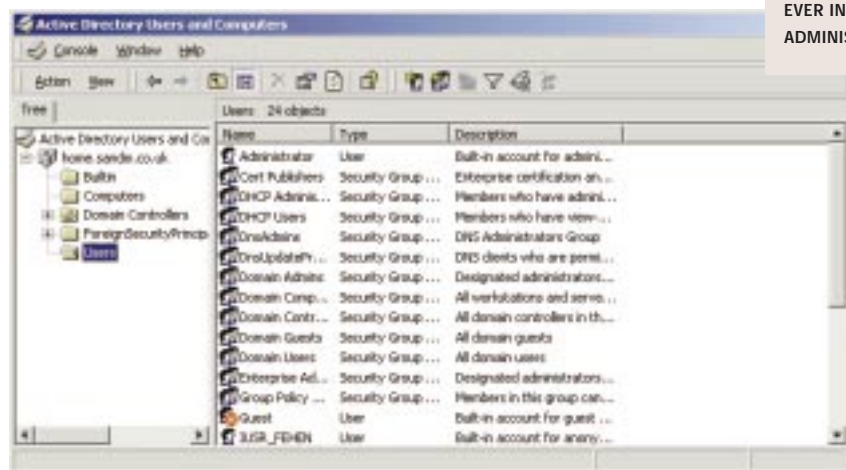 EVER IN
ADMINIS
Active Directory Users and Computers
Console Window Help
Action View
Tree
Users 24 objects
Active Directory Users and Co
home.sandm.co.uk
Builtin
Computers
Domain Controllers
ForeignSecurityPrincip
Users
Name Type Description
Administrator User Built-in account for admini...
Cert Publishers Security Group ... Enterprise certification an...
DHCP Adminis... Security Group ... Members who have admini...
DHCP Users Security Group ... Members who have view-...
DnsAdmins Security Group ... DNS Administrators Group
DnsUpdatePr... Security Group ... DNS clients who are permi...
Domain Admins Security Group ... Designated administrators...
Domain Comp... Security Group ... All workstations and serve...
Domain Contr... Security Group ... All domain controllers in th...
Domain Guests Security Group ... All domain guests
Domain Users Security Group ... All domain users
Enterprise Ad... Security Group ... Designated administrators...
Group Policy ... Security Group ... Members in this group can...
Guest User Built-in account for guest ...
IUSR_FEHEN User Built-in account for anony...